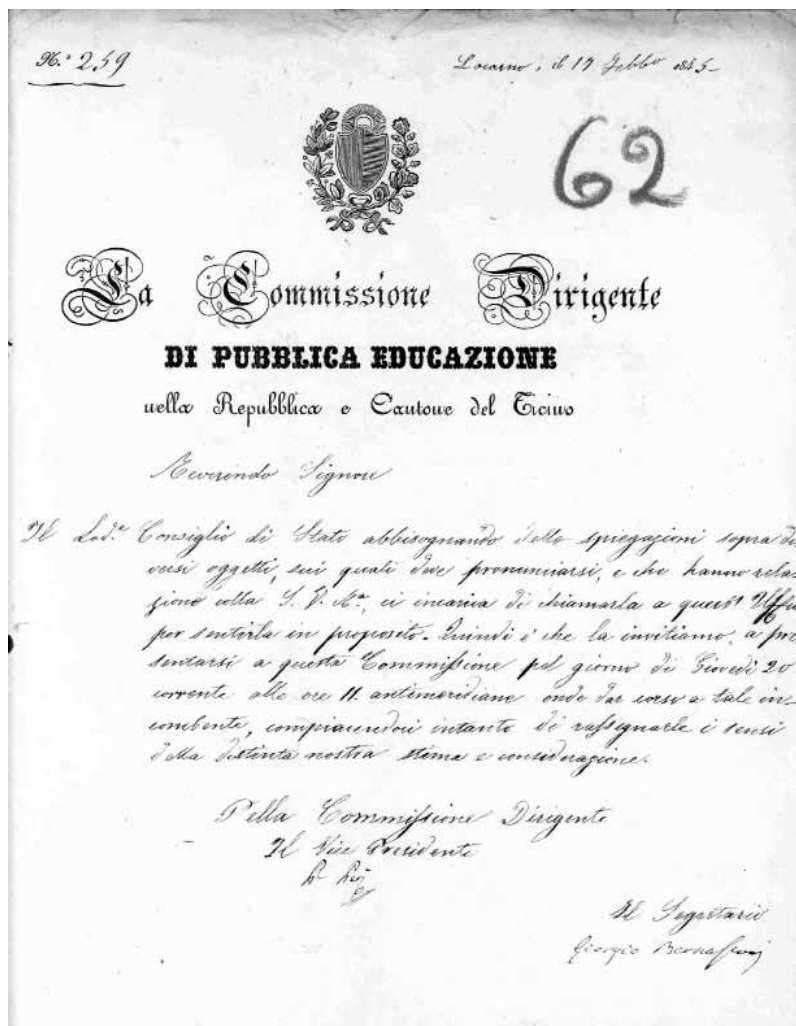 N.º 259
Locarno, il 17 Febbº 1845-
62
La Commissione Dirigente
DI PUBBLICA EDUCAZIONE
nella Repubblica e Cantone del Ticino
Reverendo Signore
Il Lod.º Consiglio di Stato abbisognando delle spiegazioni sopra di
versi oggetti, sui quali deve pronunciarsi, e che hanno rela
zione colla S. V. ci incarica di chiamarla a quest' Uffi
per sentirla in proposito. Quindi è che la invitiamo a pre
sentarsi a questa Commissione pel giorno di Giovedì 20
corrente alle ore 11. antimeridiane onde dar corso a tale in-
combente, compiacendoci intanto di rassegnarle i sensi
della distinta nostra stima e considerazione.
Pella Commissione Dirigente
Il Vice Presidente
Il Segretario
Giorgio Bernasconi